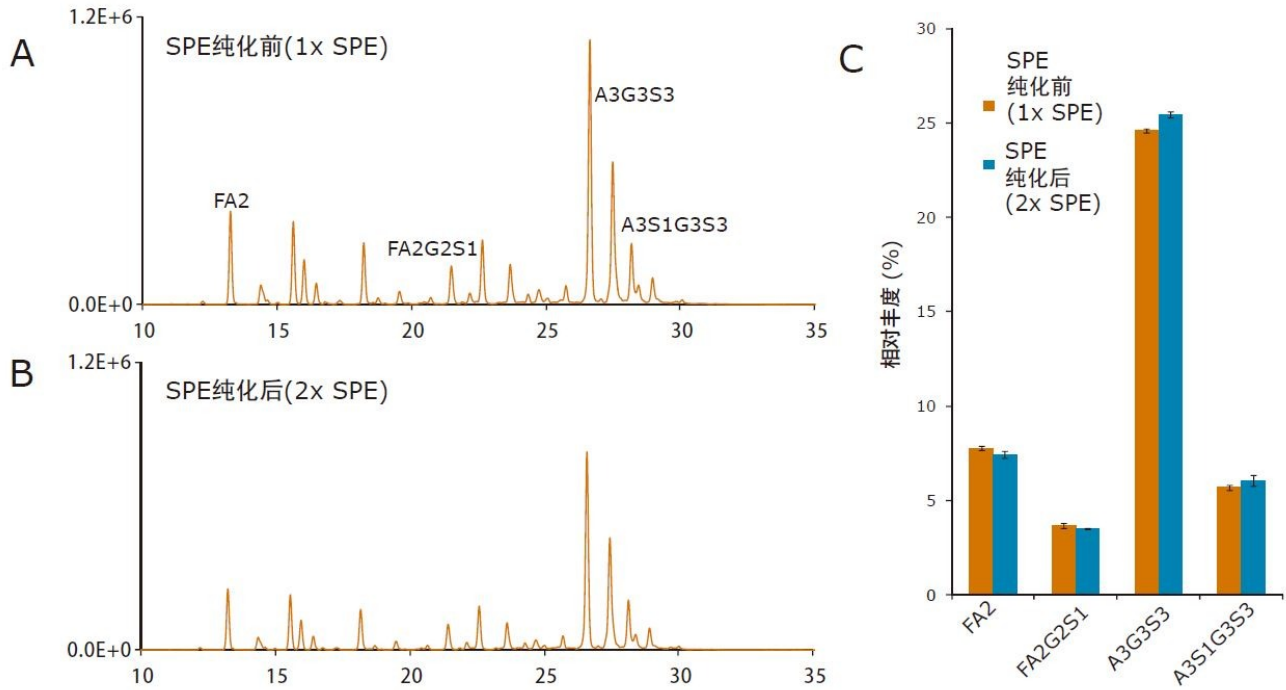 A
1.2E+6
SPE纯化前(1x SPE)
A3G3S3
FA2
A3S1G3S3
FA2G2S1
0.0E+0
10 15 20 25 30 35
B
1.2E+6
SPE纯化后(2x SPE)
0.0E+0
10 15 20 25 30 35
C
30
25
20
15
10
5
0
相对丰度 (%)
SPE
纯化前
(1x SPE)
SPE
纯化后
(2x SPE)
FA2
FA2G2S1
A3G3S3
A3S1G3S3